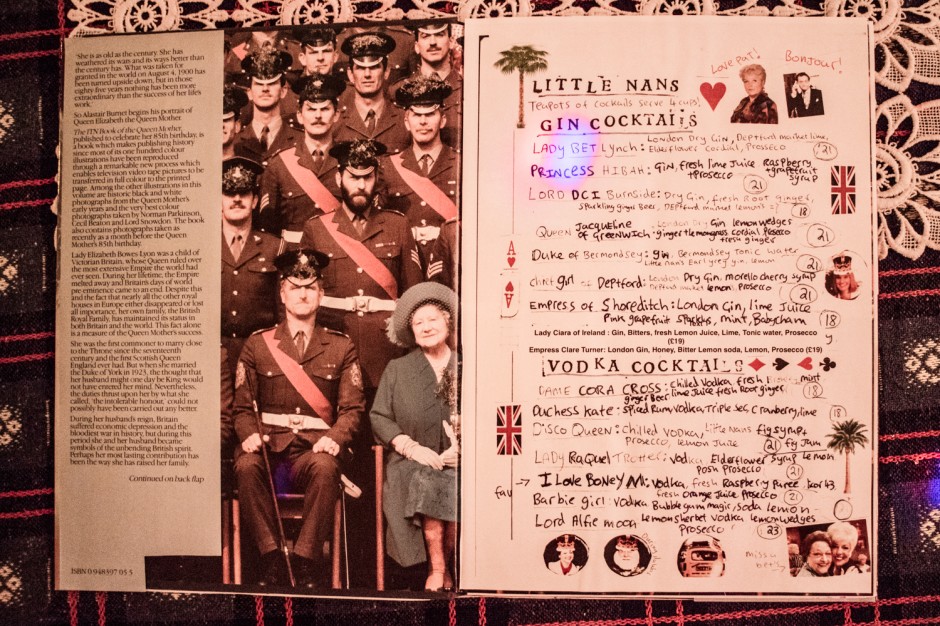 'She is as old as the century. She has
weathered its wars and its ways better than
the century has. What was taken for
granted in the world on August 4, 1900 has
been turned upside down, but in those
eighty-five years nothing has been more
extraordinary than the success of her life's
work.'
So Alastair Burnet begins his portrait of
Queen Elizabeth the Queen Mother.
The ITN Book of the Queen Mother,
published to celebrate her 85th birthday, is
a book which makes publishing history
since most of its one hundred colour
illustrations have been reproduced
through a remarkable new process which
enables television video tape pictures to be
transferred in full colour to the printed
page. Among the other illustrations in this
volume are historic black and white
photographs from the Queen Mother's
early years and the very best colour
photographs taken by Norman Parkinson,
Cecil Beaton and Lord Snowdon. The book
also contains photographs taken as
recently as a month before the Queen
Mother's 85th birthday.
Lady Elizabeth Bowes Lyon was a child of
Victorian Britain, whose Queen ruled over
the most extensive Empire the world had
ever seen. During her lifetime, the Empire
melted away and Britain's days of world
pre-eminence came to an end. Despite this
and the fact that nearly all the other royal
houses in Europe either disappeared or lost
all importance, her own family, the British
Royal Family, has maintained its status in
both Britain and the world. This fact alone
is a measure of the Queen Mother's success.
She was the first commoner to marry close
to the Throne since the seventeenth
century and the first Scottish Queen
England ever had. But when she married
the Duke of York in 1923, the thought that
her husband might one day be King would
not have entered her mind. Nevertheless,
the duties thrust upon her by what she
called, 'the intolerable honour,' could not
possibly have been carried out any better.
During her husband's reign, Britain
suffered economic depression and the
bloodiest war in history, but during this
period she and her husband became
symbols of the unbending British spirit.
Perhaps her most lasting contribution has
been the way she has raised her family.
Continued on back flap
ISBN 0 948397 05 5
Love Pat!
Bonjour!
LITTLE NANS
Teapots of cocktails serve 4 cups
GIN COCKTAILS
LADY BET Lynch: London Dry Gin, Deptford market lime,
Elderflower cordial, Prosecco 21
PRINCESS HIBAH: Gin, fresh lime Juice Raspberry
+ prosecco + grapefruit syrup 21
LORD DCI Burnside: Dry Gin, fresh Root ginger,
Sparkling ginger Beer, Deptford market lemons 18
QUEEN JACQUELINE OF GREENWICH: London Dry Gin lemon wedges
ginger + lemongrass cordial Prosecco
fresh ginger 21
Duke of Bermondsey: Bermondsey Tonic water
Little nans Earl grey gin, lemon 21
chint girl of Deptford: London Dry Gin, morello cherry syrup
Deptford market lemon, Prosecco 21
Empress of Shoreditch: London Gin, lime Juice
Pink grapefruit, mint, Babycham 18
Lady Ciara of Ireland : Gin, Bitters, fresh Lemon Juice, Lime, Tonic water, Prosecco
(£19)
Empress Clare Turner: London Gin, Honey, Bitter Lemon soda, Lemon, Prosecco (£19)
VODKA COCKTAILS
DAME CORA CROSS: chilled vodka fresh mint
ginger Beer lime Juice fresh Root ginger 18
Duchess Kate: spiced Rum, vodka, Triple Sec, Cranberry, lime 18
Disco Queen: Chilled vodka, Little Nans fig syrup +
Prosecco, lemon Juice 21 fig Jam
LADY RAQUEL TROTTER: vodka Elderflower syrup Lemon
posh Prosecco 21
fav → I Love Boney M: vodka, fresh Raspberry puree, licor 43
fresh orange Juice Prosecco 21
Barbie girl: vodka Bubblegum magic, soda lemon
Lord Alfie moon Lemon sherbet vodka lemon wedges
Prosecco 23
miss u
betty